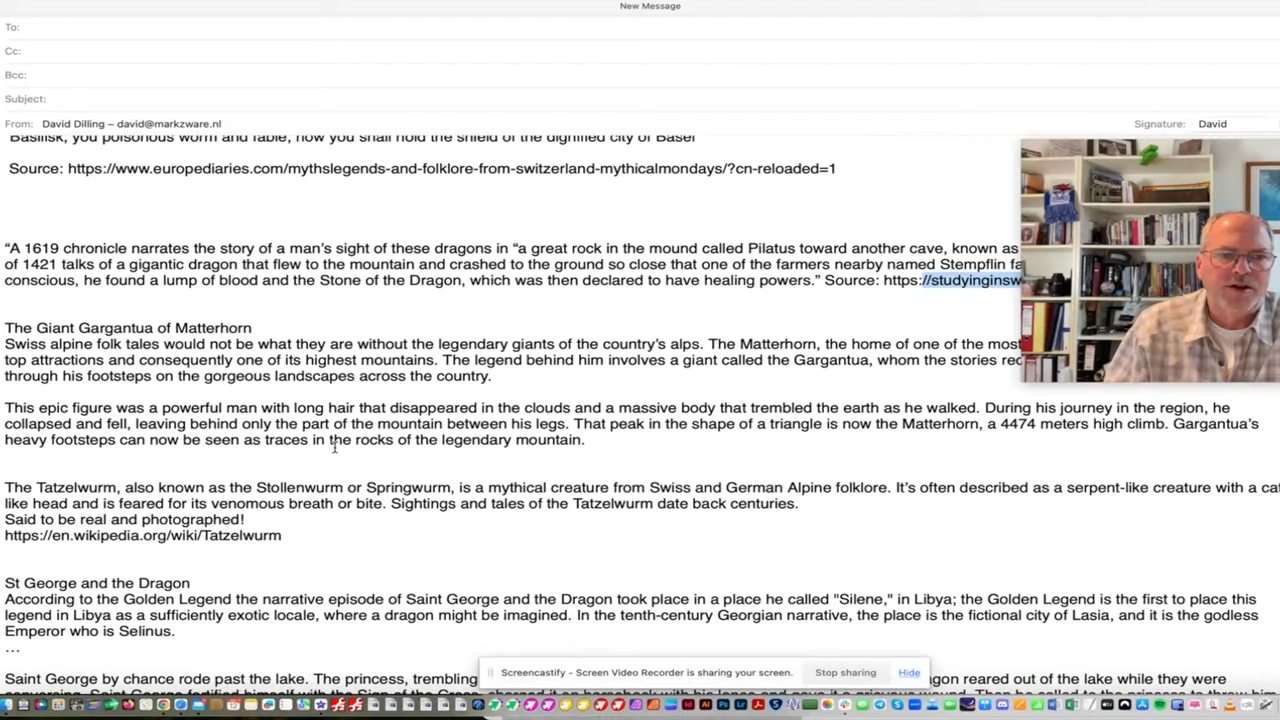 New Message
To:
Cc:
Bcc:
Subject:
From: David Dilling – david@markzware.nl
Signature: David
Basilisk, you poisonous worm and fable, now you shall hold the shield of the dignified city of Basel
Source: https://www.europediaries.com/mythslegends-and-folklore-from-switzerland-mythicalmondays/?cn-reloaded=1
“A 1619 chronicle narrates the story of a man’s sight of these dragons in “a great rock in the mound called Pilatus toward another cave, known as
of 1421 talks of a gigantic dragon that flew to the mountain and crashed to the ground so close that one of the farmers nearby named Stempflin fa
conscious, he found a lump of blood and the Stone of the Dragon, which was then declared to have healing powers.” Source: https://studyinginsw
The Giant Gargantua of Matterhorn
Swiss alpine folk tales would not be what they are without the legendary giants of the country’s alps. The Matterhorn, the home of one of the most
top attractions and consequently one of its highest mountains. The legend behind him involves a giant called the Gargantua, whom the stories rec
through his footsteps on the gorgeous landscapes across the country.
This epic figure was a powerful man with long hair that disappeared in the clouds and a massive body that trembled the earth as he walked. During his journey in the region, he
collapsed and fell, leaving behind only the part of the mountain between his legs. That peak in the shape of a triangle is now the Matterhorn, a 4474 meters high climb. Gargantua’s
heavy footsteps can now be seen as traces in the rocks of the legendary mountain.
The Tatzelwurm, also known as the Stollenwurm or Springwurm, is a mythical creature from Swiss and German Alpine folklore. It’s often described as a serpent-like creature with a cat
like head and is feared for its venomous breath or bite. Sightings and tales of the Tatzelwurm date back centuries.
Said to be real and photographed!
https://en.wikipedia.org/wiki/Tatzelwurm
St George and the Dragon
According to the Golden Legend the narrative episode of Saint George and the Dragon took place in a place he called "Silene," in Libya; the Golden Legend is the first to place this
legend in Libya as a sufficiently exotic locale, where a dragon might be imagined. In the tenth-century Georgian narrative, the place is the fictional city of Lasia, and it is the godless
Emperor who is Selinus.
...
Saint George by chance rode past the lake. The princess, trembling
agon reared out of the lake while they were
Screencastify - Screen Video Recorder is sharing your screen.
Stop sharing
Hide